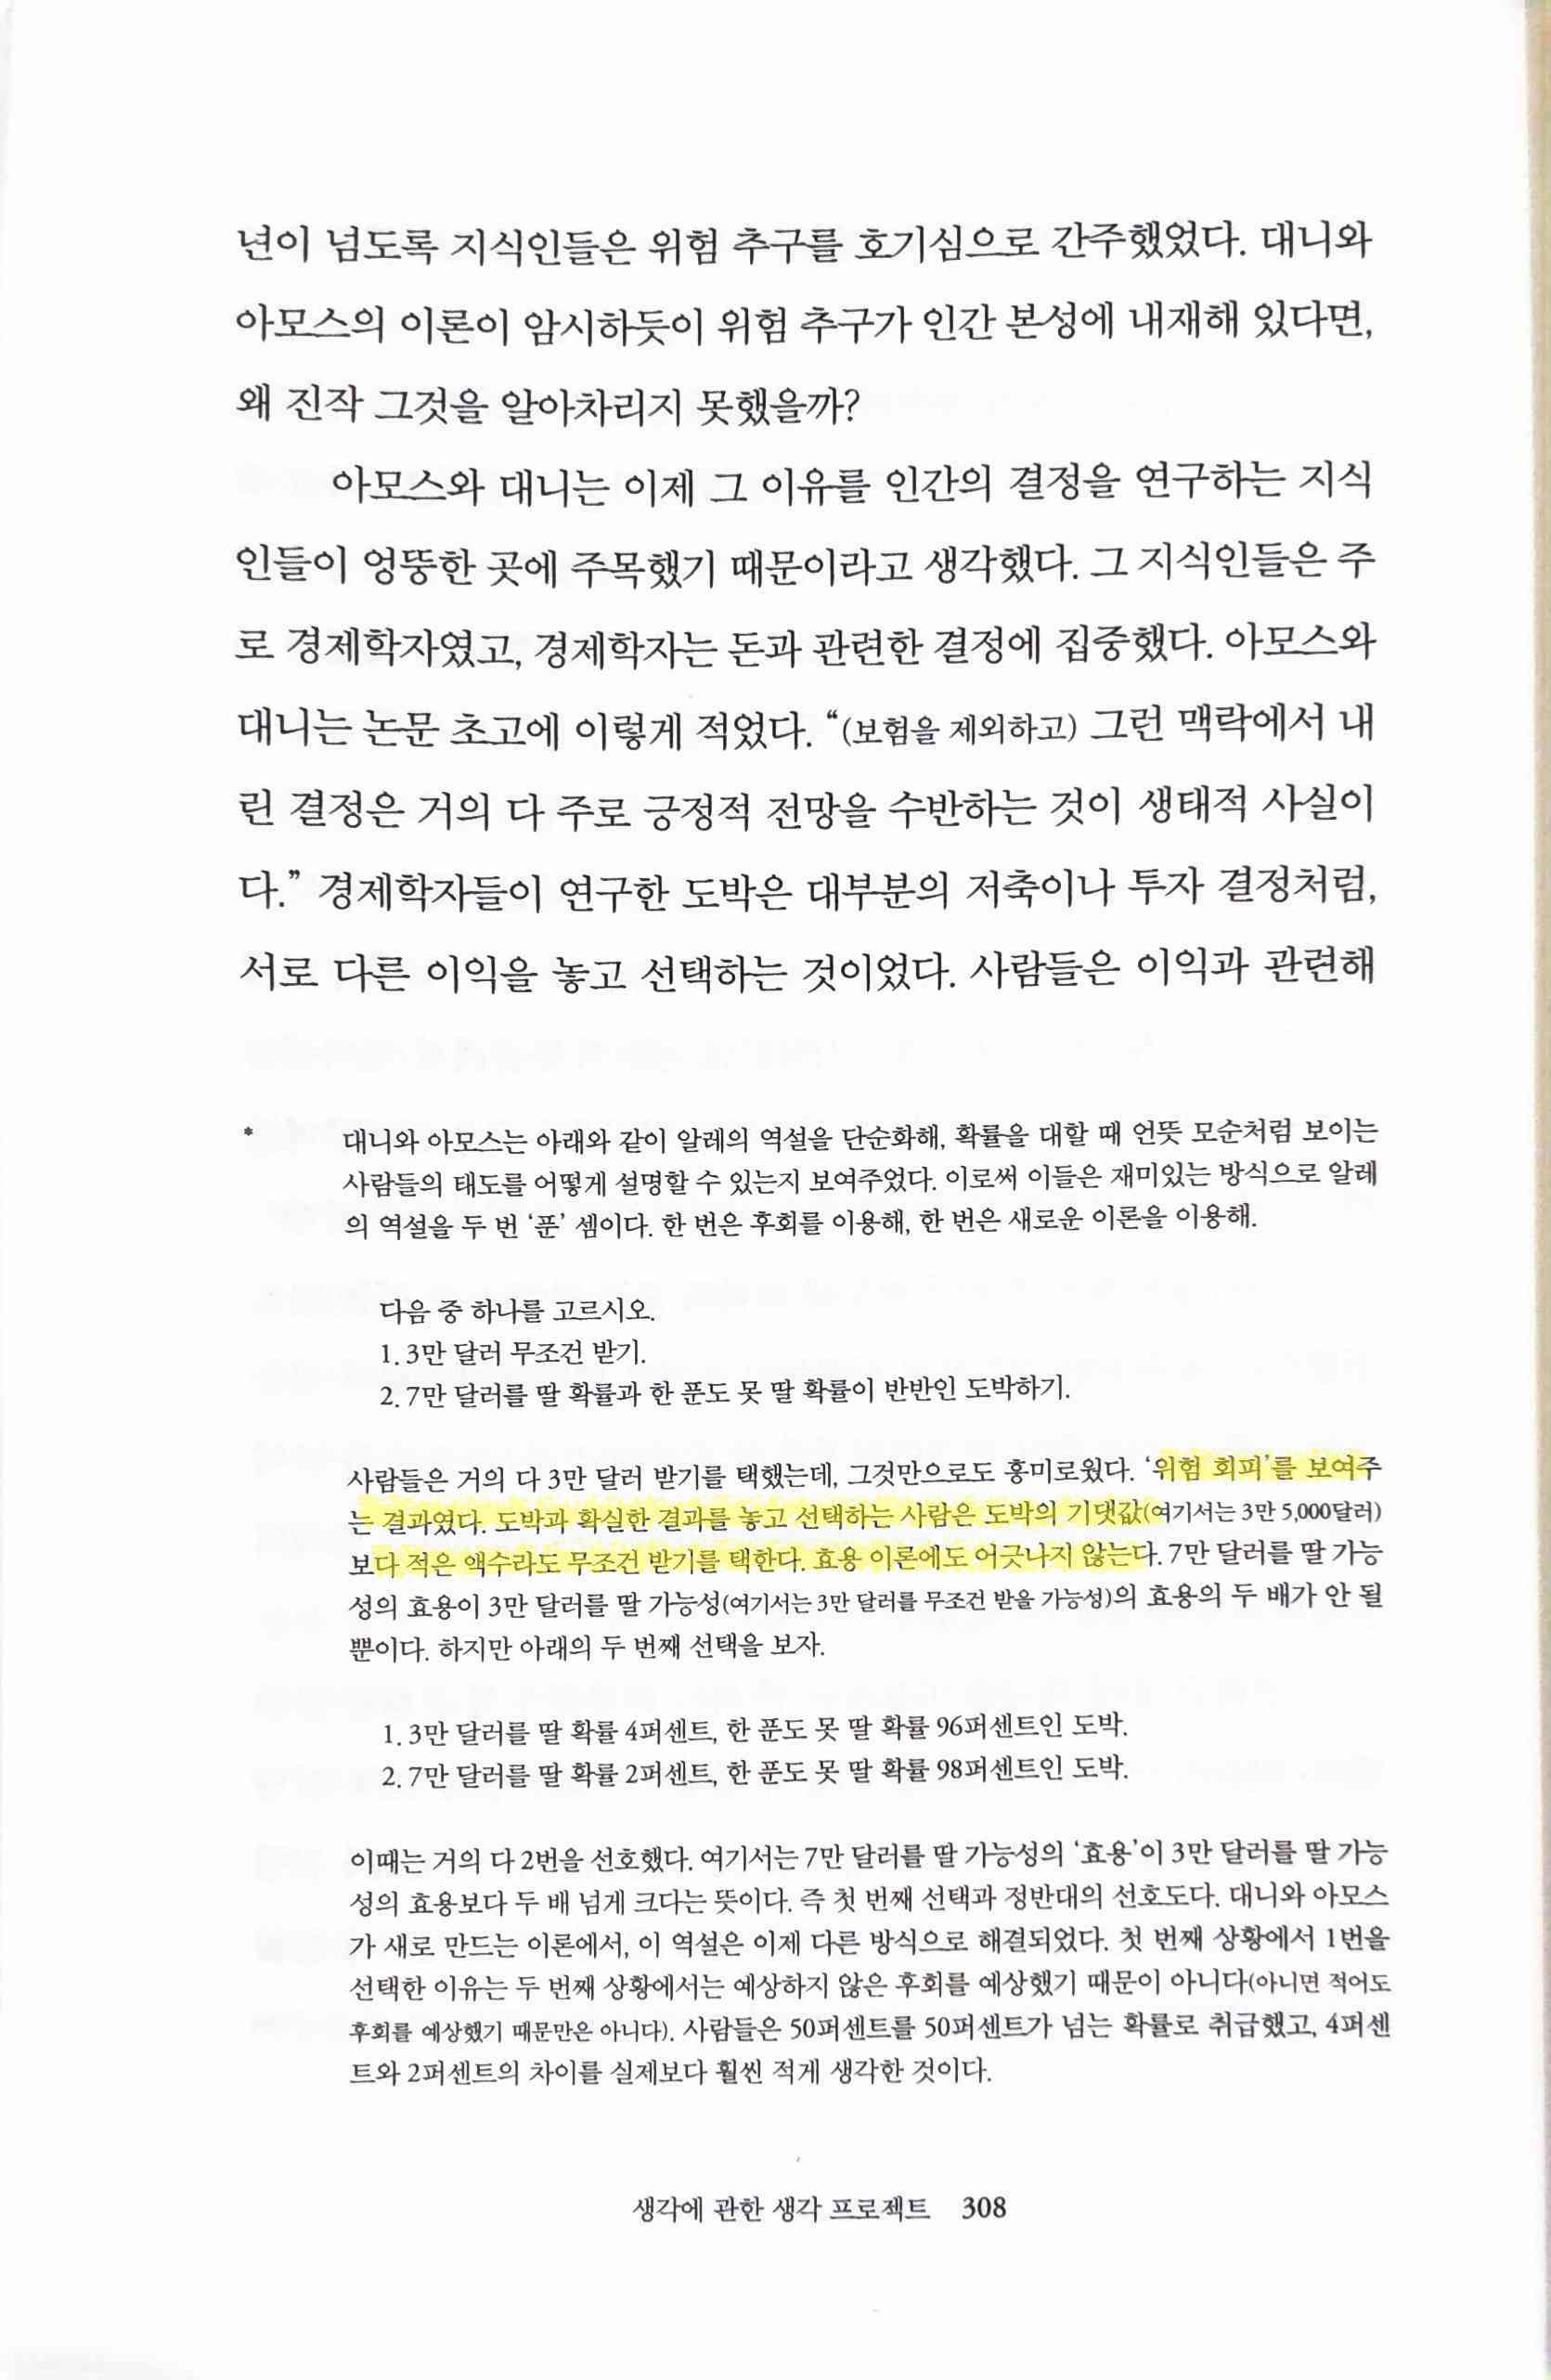 년이 넘도록 지식인들은 위험 추구를 호기심으로 간주했었다. 대니와
아모스의 이론이 암시하듯이 위험 추구가 인간 본성에 내재해 있다면,
왜 진작 그것을 알아차리지 못했을까?
아모스와 대니는 이제 그 이유를 인간의 결정을 연구하는 지식
인들이 엉뚱한 곳에 주목했기 때문이라고 생각했다. 그 지식인들은 주
로 경제학자였고, 경제학자는 돈과 관련한 결정에 집중했다. 아모스와
대니는 논문 초고에 이렇게 적었다. “(보험을 제외하고) 그런 맥락에서 내
린 결정은 거의 다 주로 긍정적 전망을 수반하는 것이 생태적 사실이
다.” 경제학자들이 연구한 도박은 대부분의 저축이나 투자 결정처럼,
서로 다른 이익을 놓고 선택하는 것이었다. 사람들은 이익과 관련해
* 대니와 아모스는 아래와 같이 알레의 역설을 단순화해, 확률을 대할 때 언뜻 모순처럼 보이는
사람들의 태도를 어떻게 설명할 수 있는지 보여주었다. 이로써 이들은 재미있는 방식으로 알레
의 역설을 두 번 ‘푼’ 셈이다. 한 번은 후회를 이용해, 한 번은 새로운 이론을 이용해.
다음 중 하나를 고르시오.
1. 3만 달러 무조건 받기.
2. 7만 달러를 딸 확률과 한 푼도 못 딸 확률이 반반인 도박하기.
사람들은 거의 다 3만 달러 받기를 택했는데, 그것만으로도 흥미로웠다. ‘위험 회피’를 보여주
는 결과였다. 도박과 확실한 결과를 놓고 선택하는 사람은 도박의 기댓값(여기서는 3만 5,000달러)
보다 적은 액수라도 무조건 받기를 택한다. 효용 이론에도 어긋나지 않는다. 7만 달러를 딸 가능
성의 효용이 3만 달러를 딸 가능성(여기서는 3만 달러를 무조건 받을 가능성)의 효용의 두 배가 안 될
뿐이다. 하지만 아래의 두 번째 선택을 보자.
1. 3만 달러를 딸 확률 4퍼센트, 한 푼도 못 딸 확률 96퍼센트인 도박.
2. 7만 달러를 딸 확률 2퍼센트, 한 푼도 못 딸 확률 98퍼센트인 도박.
이때는 거의 다 2번을 선호했다. 여기서는 7만 달러를 딸 가능성의 ‘효용’이 3만 달러를 딸 가능
성의 효용보다 두 배 넘게 크다는 뜻이다. 즉 첫 번째 선택과 정반대의 선호도다. 대니와 아모스
가 새로 만드는 이론에서, 이 역설은 이제 다른 방식으로 해결되었다. 첫 번째 상황에서 1번을
선택한 이유는 두 번째 상황에서는 예상하지 않은 후회를 예상했기 때문이 아니다(아니면 적어도
후회를 예상했기 때문만은 아니다). 사람들은 50퍼센트를 50퍼센트가 넘는 확률로 취급했고, 4퍼센
트와 2퍼센트의 차이를 실제보다 훨씬 적게 생각한 것이다.
생각에 관한 생각 프로젝트 308